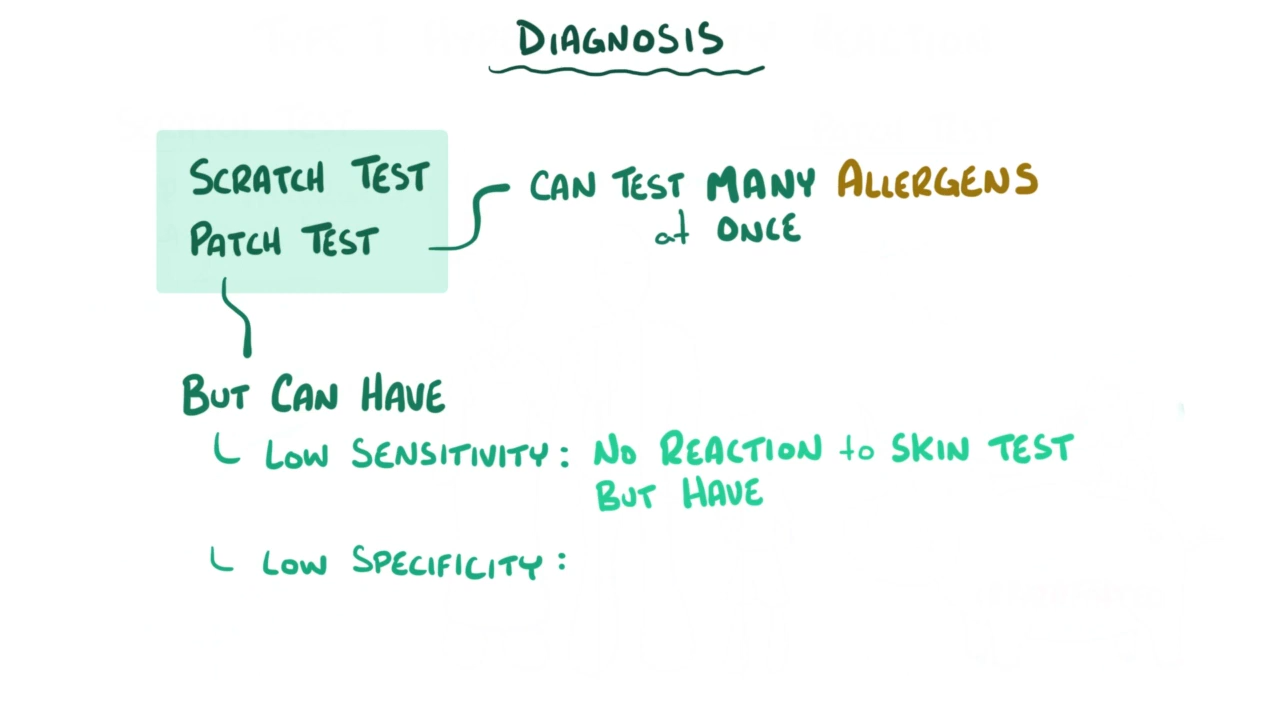 DIAGNOSIS
SCRATCH TEST
PATCH TEST
CAN TEST MANY ALLERGENS
at ONCE
BUT CAN HAVE
LOW SENSITIVITY: NO REACTION to SKIN TEST
BUT HAVE
LOW SPECIFICITY: